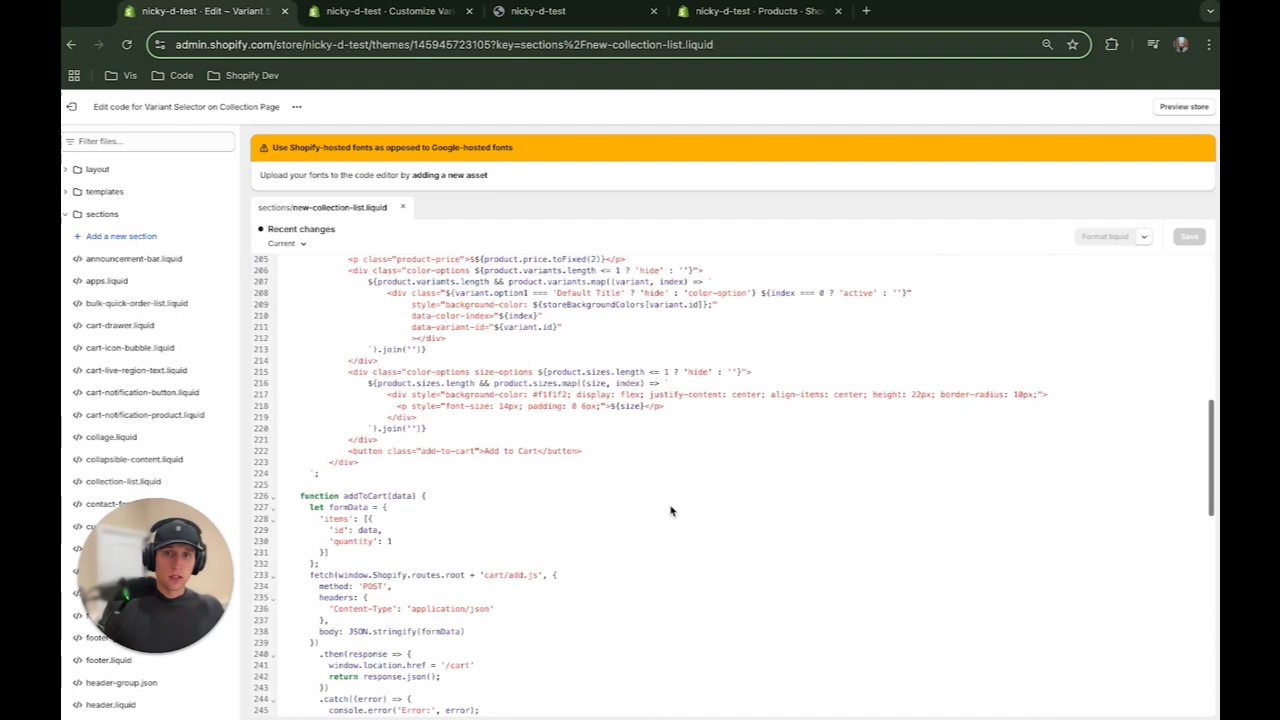 nicky-d-test · Edit ~ Variant S
nicky-d-test · Customize Var
nicky-d-test
nicky-d-test · Products · Sho
admin.shopify.com/store/nicky-d-test/themes/145945723105?key=sections%2Fnew-collection-list.liquid
Vis
Code
Shopify Dev
Edit code for Variant Selector on Collection Page
Preview store
Filter files...
layout
templates
sections
+ Add a new section
announcement-bar.liquid
apps.liquid
bulk-quick-order-list.liquid
cart-drawer.liquid
cart-icon-bubble.liquid
cart-live-region-text.liquid
cart-notification-button.liquid
cart-notification-product.liquid
collage.liquid
collapsible-content.liquid
collection-list.liquid
contact-fo
cu
f
footer
footer.liquid
header-group.json
header.liquid
Use Shopify-hosted fonts as opposed to Google-hosted fonts
Upload your fonts to the code editor by adding a new asset
sections/new-collection-list.liquid
Recent changes
Current
Format liquid
Save
205 <p class="product-price">$${product.price.toFixed(2)}</p>
206 <div class="color-options ${product.variants.length <= 1 ? 'hide' : ''}">
207 ${product.variants.length && product.variants.map((variant, index) => `
208 <div class="${variant.option1 === 'Default Title' ? 'hide' : 'color-option'} ${index === 0 ? 'active' : ''}"
209 style="background-color: ${storeBackgroundColors[variant.id]};"
210 data-color-index="${index}"
211 data-variant-id="${variant.id}"
212 ></div>
213 `).join('')}
214 </div>
215 <div class="color-options size-options ${product.sizes.length <= 1 ? 'hide' : ''}">
216 ${product.sizes.length && product.sizes.map((size, index) => `
217 <div style="background-color: #f1f1f2; display: flex; justify-content: center; align-items: center; height: 22px; border-radius: 10px;">
218 <p style="font-size: 14px; padding: 0 6px;">${size}</p>
219 </div>
220 `).join('')}
221 </div>
222 <button class="add-to-cart">Add to Cart</button>
223 </div>
224 `;
225
226 function addToCart(data) {
227 let formData = {
228 'items': [{
229 'id': data,
230 'quantity': 1
231 }]
232 };
233 fetch(window.Shopify.routes.root + 'cart/add.js', {
234 method: 'POST',
235 headers: {
236 'Content-Type': 'application/json'
237 },
238 body: JSON.stringify(formData)
239 })
240 .then(response => {
241 window.location.href = '/cart'
242 return response.json();
243 })
244 .catch((error) => {
245 console.error('Error:', error);